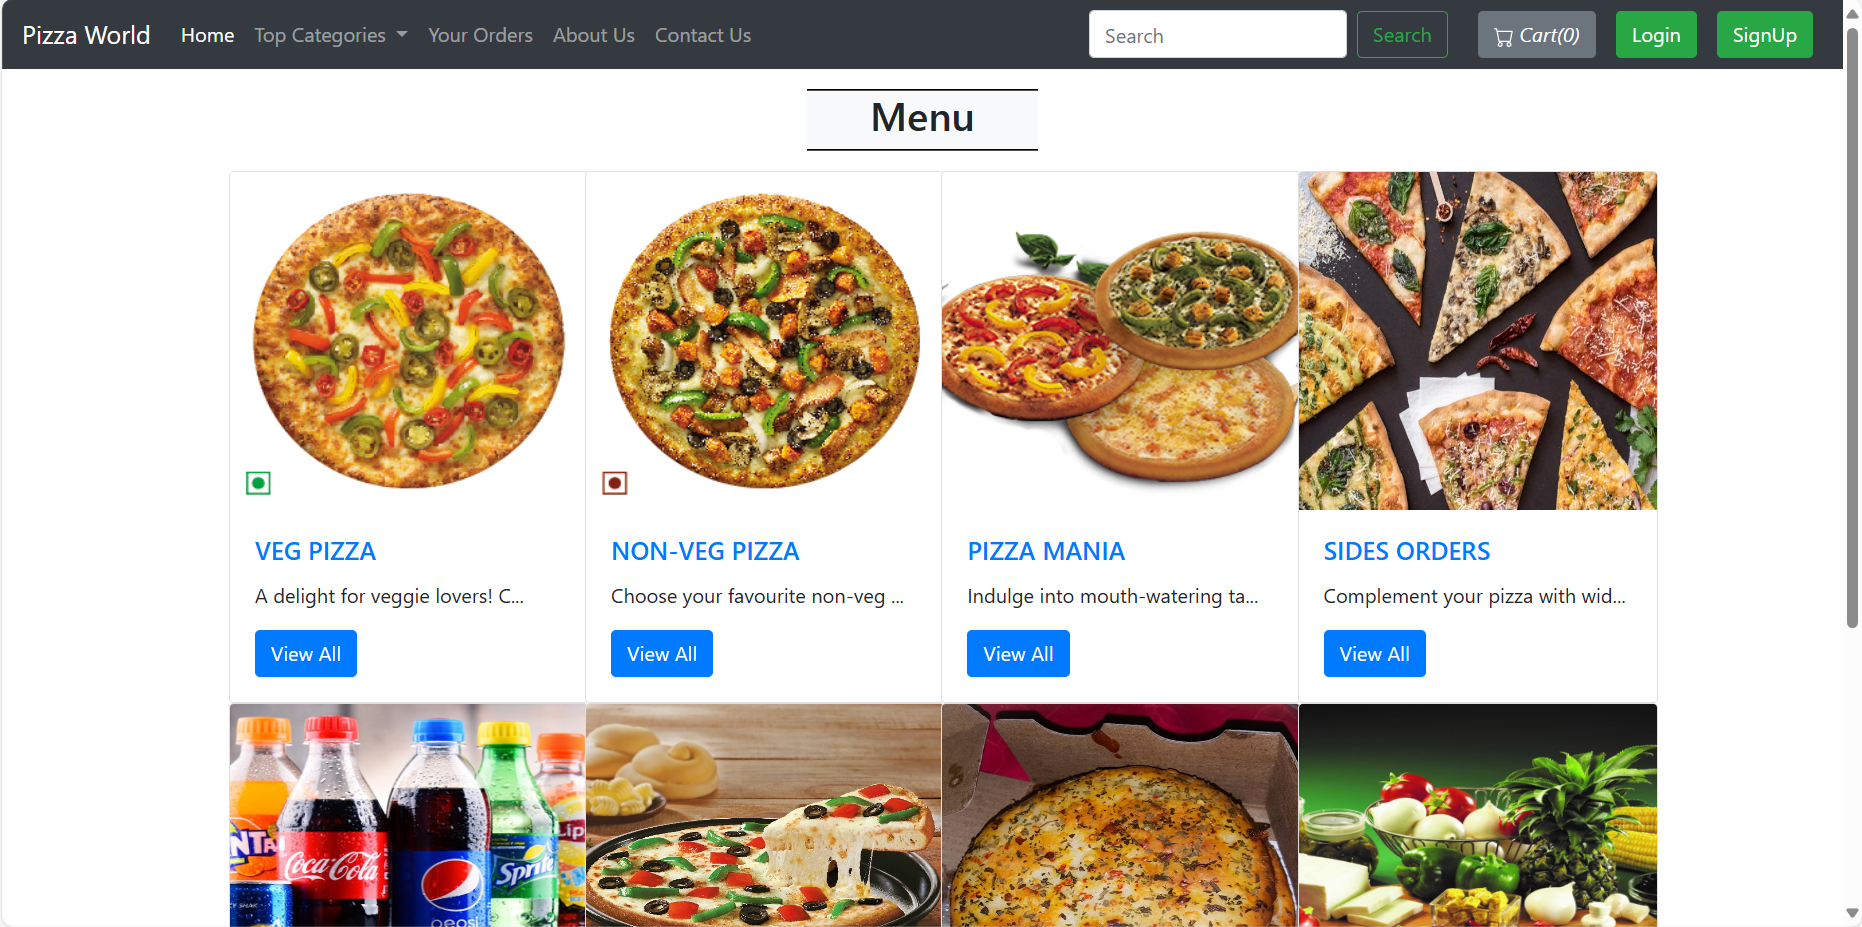 Pizza World Home Top Categories Your Orders About Us Contact Us Search Search Cart(0) Login SignUp
Menu
VEG PIZZA
A delight for veggie lovers! C...
View All
NON-VEG PIZZA
Choose your favourite non-veg ...
View All
PIZZA MANIA
Indulge into mouth-watering ta...
View All
SIDES ORDERS
Complement your pizza with wid...
View All
Coca-Cola
Sprite
pepsi